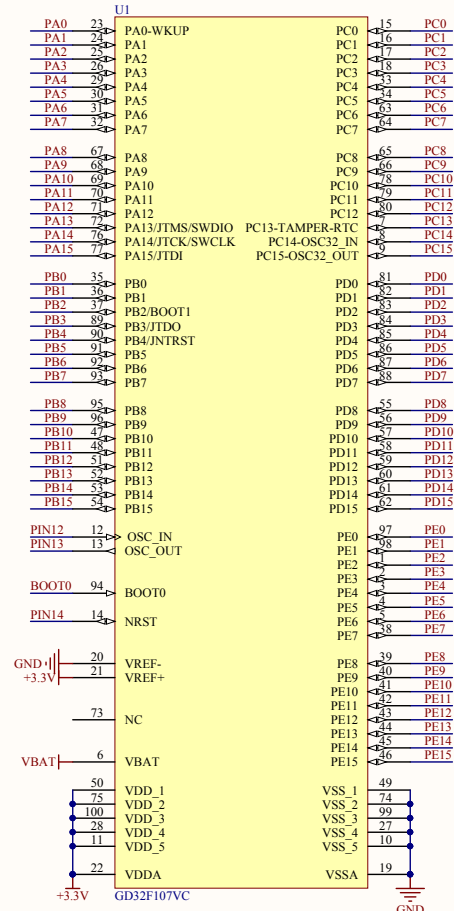 U1
PA0 23 PA0-WKUP PC0 15 PC0
PA1 24 PA1 PC1 16 PC1
PA2 25 PA2 PC2 17 PC2
PA3 26 PA3 PC3 18 PC3
PA4 29 PA4 PC4 33 PC4
PA5 30 PA5 PC5 34 PC5
PA6 31 PA6 PC6 63 PC6
PA7 32 PA7 PC7 64 PC7
PA8 67 PA8 PC8 65 PC8
PA9 68 PA9 PC9 66 PC9
PA10 69 PA10 PC10 78 PC10
PA11 70 PA11 PC11 79 PC11
PA12 71 PA12 PC12 80 PC12
PA13 72 PA13/JTMS/SWDIO PC13-TAMPER-RTC 7 PC13
PA14 76 PA14/JTCK/SWCLK PC14-OSC32_IN 8 PC14
PA15 77 PA15/JTDI PC15-OSC32_OUT 9 PC15
PB0 35 PB0 PD0 81 PD0
PB1 36 PB1 PD1 82 PD1
PB2 37 PB2/BOOT1 PD2 83 PD2
PB3 89 PB3/JTDO PD3 84 PD3
PB4 90 PB4/JNTRST PD4 85 PD4
PB5 91 PB5 PD5 86 PD5
PB6 92 PB6 PD6 87 PD6
PB7 93 PB7 PD7 88 PD7
PB8 95 PB8 PD8 55 PD8
PB9 96 PB9 PD9 56 PD9
PB10 47 PB10 PD10 57 PD10
PB11 48 PB11 PD11 58 PD11
PB12 51 PB12 PD12 59 PD12
PB13 52 PB13 PD13 60 PD13
PB14 53 PB14 PD14 61 PD14
PB15 54 PB15 PD15 62 PD15
PIN12 12 OSC_IN PE0 97 PE0
PIN13 13 OSC_OUT PE1 98 PE1
PE2 1 PE2
PE3 2 PE3
BOOT0 94 BOOT0 PE4 3 PE4
PE5 4 PE5
PIN14 14 NRST PE6 5 PE6
PE7 38 PE7
GND 20 VREF- PE8 39 PE8
+3.3V 21 VREF+ PE9 40 PE9
PE10 41 PE10
PE11 42 PE11
73 NC PE12 43 PE12
PE13 44 PE13
PE14 45 PE14
VBAT 6 VBAT PE15 46 PE15
50 VDD_1 VSS_1 49
75 VDD_2 VSS_2 74
100 VDD_3 VSS_3 99
28 VDD_4 VSS_4 27
11 VDD_5 VSS_5 10
22 VDDA VSSA 19
+3.3V GD32F107VC GND